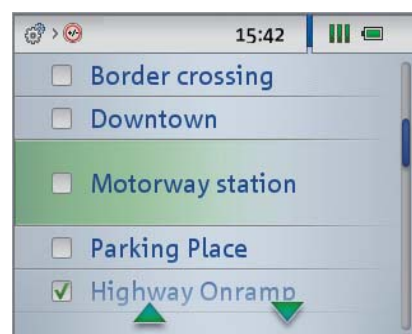 15:42
Border crossing
Downtown
Motorway station
Parking Place
Highway Onramp